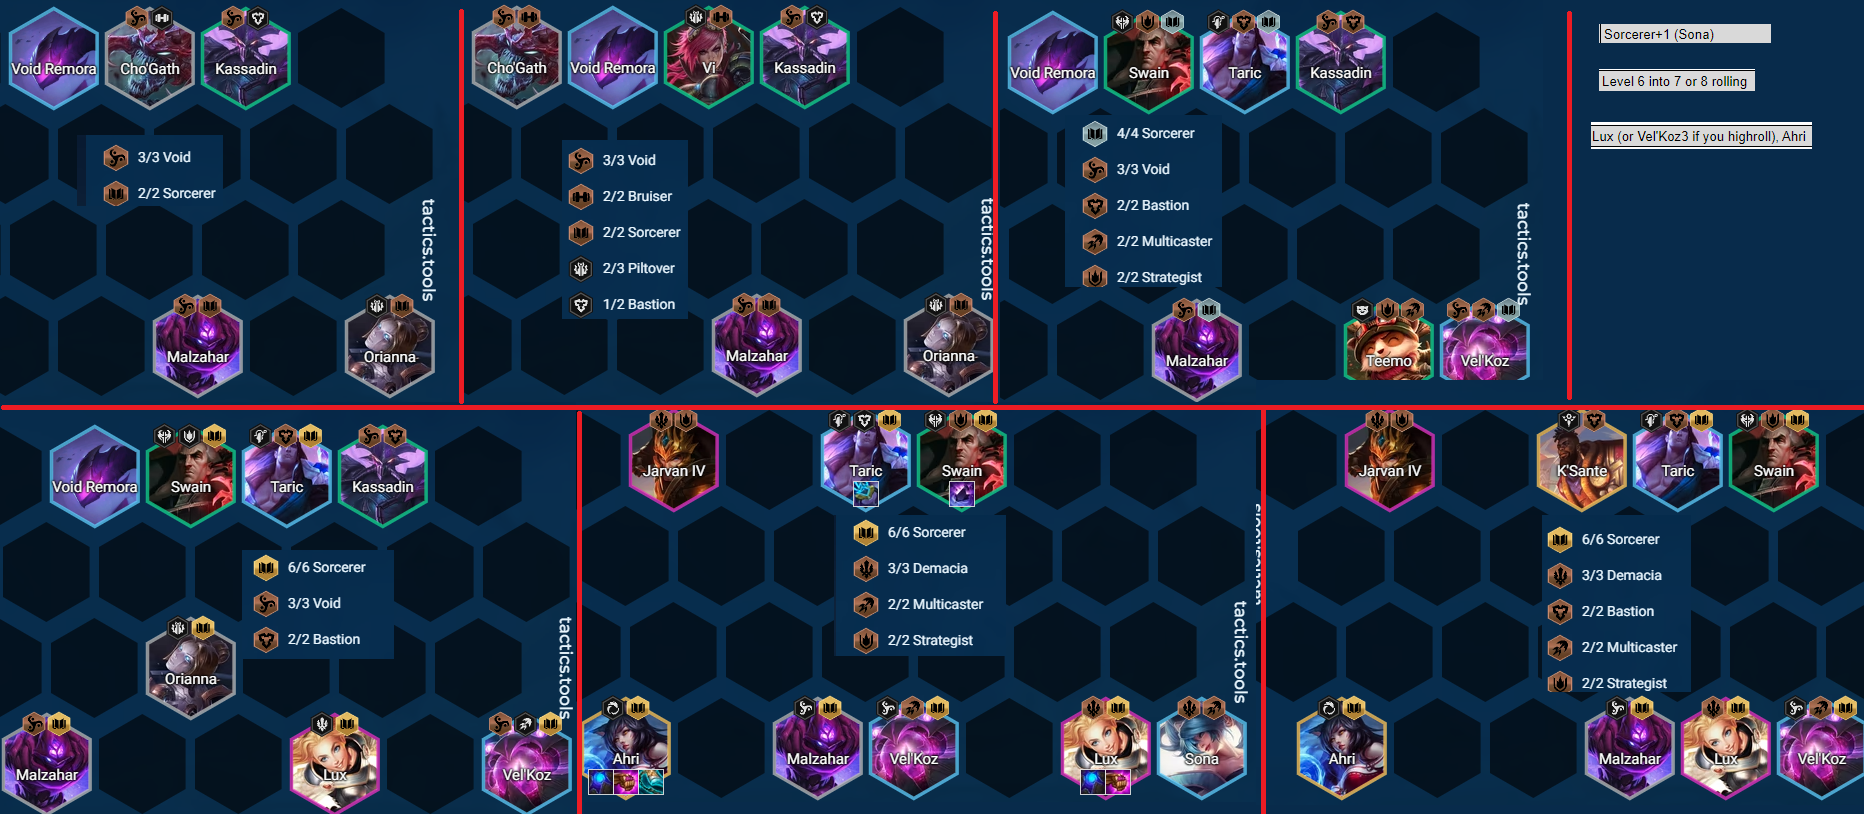 Void Remora
Cho'Gath
Kassadin
3/3 Void
2/2 Sorcerer
tactics.tools
Malzahar
Orianna
Cho'Gath
Void Remora
Vi
Kassadin
3/3 Void
2/2 Bruiser
2/2 Sorcerer
2/3 Piltover
1/2 Bastion
tactics.tools
Malzahar
Orianna
Void Remora
Swain
Taric
Kassadin
4/4 Sorcerer
3/3 Void
2/2 Bastion
2/2 Multicaster
2/2 Strategist
tactics.tools
Malzahar
Teemo
Vel'Koz
Sorcerer+1 (Sona)
Level 6 into 7 or 8 rolling
Lux (or Vel'Koz3 if you highroll), Ahri
Void Remora
Swain
Taric
Kassadin
6/6 Sorcerer
3/3 Void
2/2 Bastion
tactics.tools
Orianna
Malzahar
Lux
Vel'Koz
Jarvan IV
Taric
Swain
6/6 Sorcerer
3/3 Demacia
2/2 Multicaster
2/2 Strategist
tactics.tools
Ahri
Malzahar
Vel'Koz
Lux
Sona
Jarvan IV
K'Sante
Taric
Swain
6/6 Sorcerer
3/3 Demacia
2/2 Bastion
2/2 Multicaster
2/2 Strategist
Ahri
Malzahar
Lux
Vel'Koz